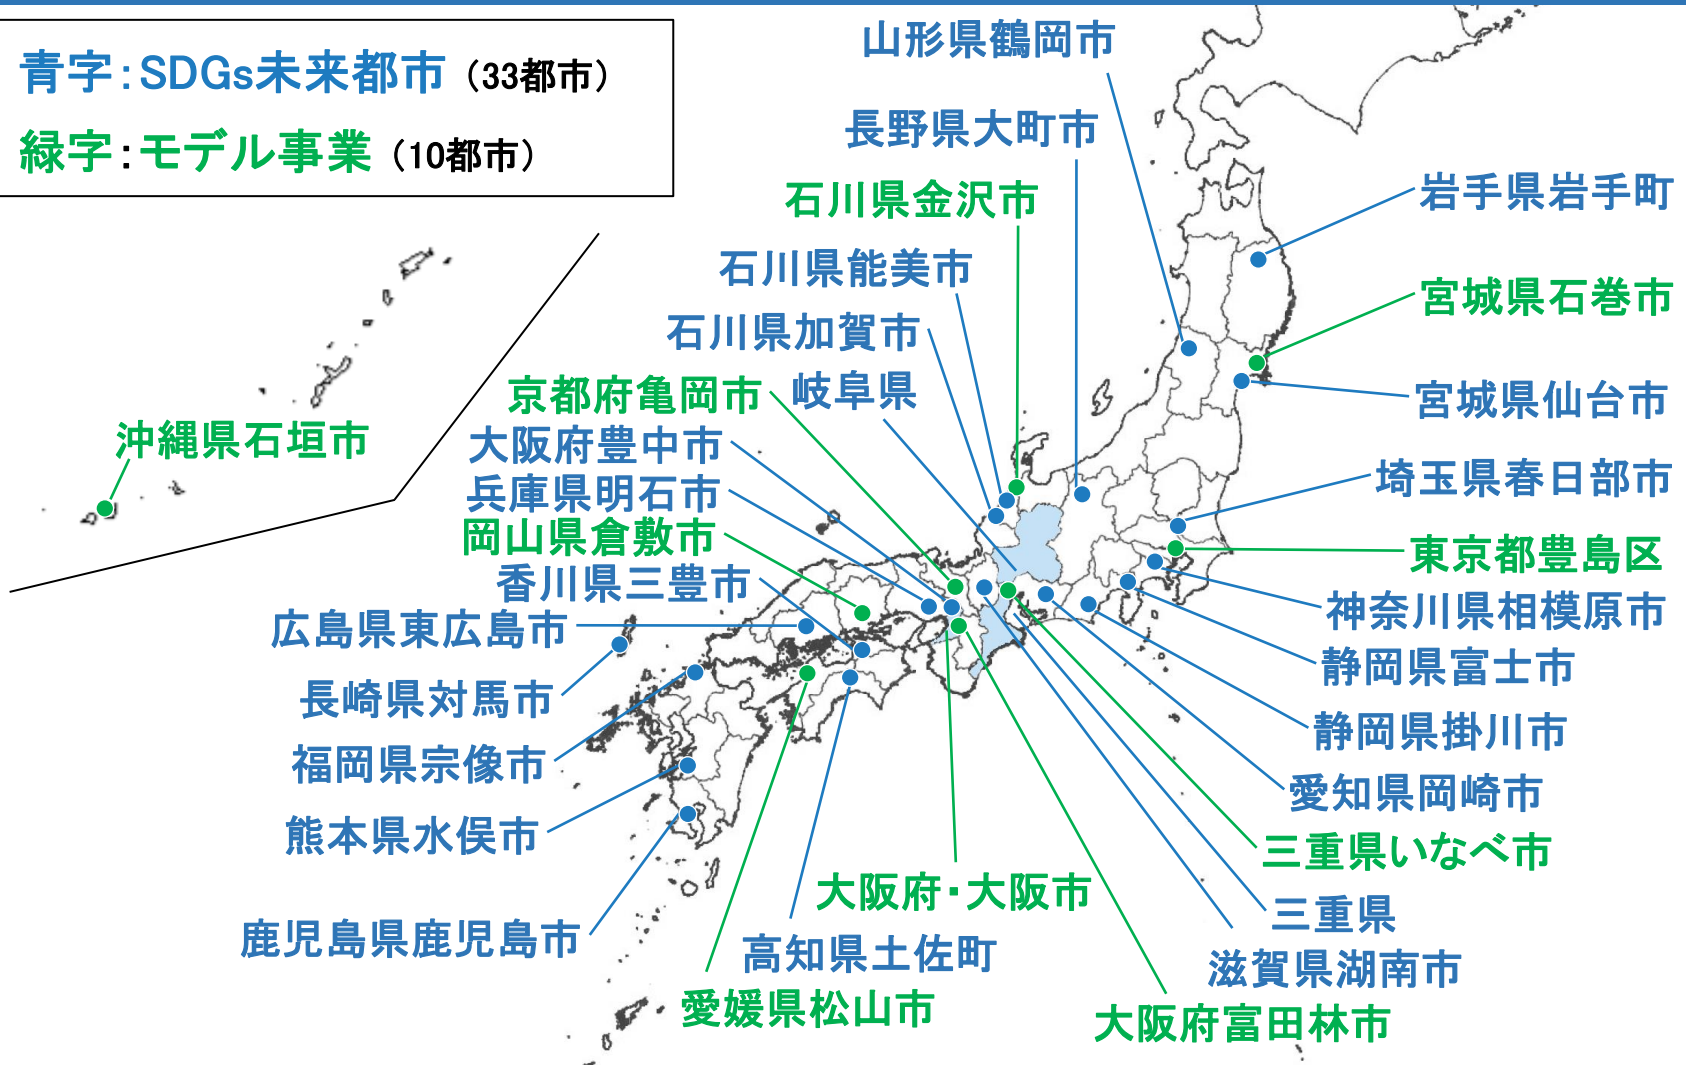 青字：SDGs未来都市（33都市）
緑字：モデル事業（10都市）
山形県鶴岡市
長野県大町市
石川県金沢市
岩手県岩手町
石川県能美市
宮城県石巻市
石川県加賀市
京都府亀岡市
岐阜県
宮城県仙台市
沖縄県石垣市
大阪府豊中市
埼玉県春日部市
兵庫県明石市
岡山県倉敷市
東京都豊島区
香川県三豊市
神奈川県相模原市
広島県東広島市
静岡県富士市
長崎県対馬市
静岡県掛川市
福岡県宗像市
愛知県岡崎市
熊本県水俣市
三重県いなべ市
大阪府・大阪市
三重県
鹿児島県鹿児島市
高知県土佐町
滋賀県湖南市
愛媛県松山市
大阪府富田林市